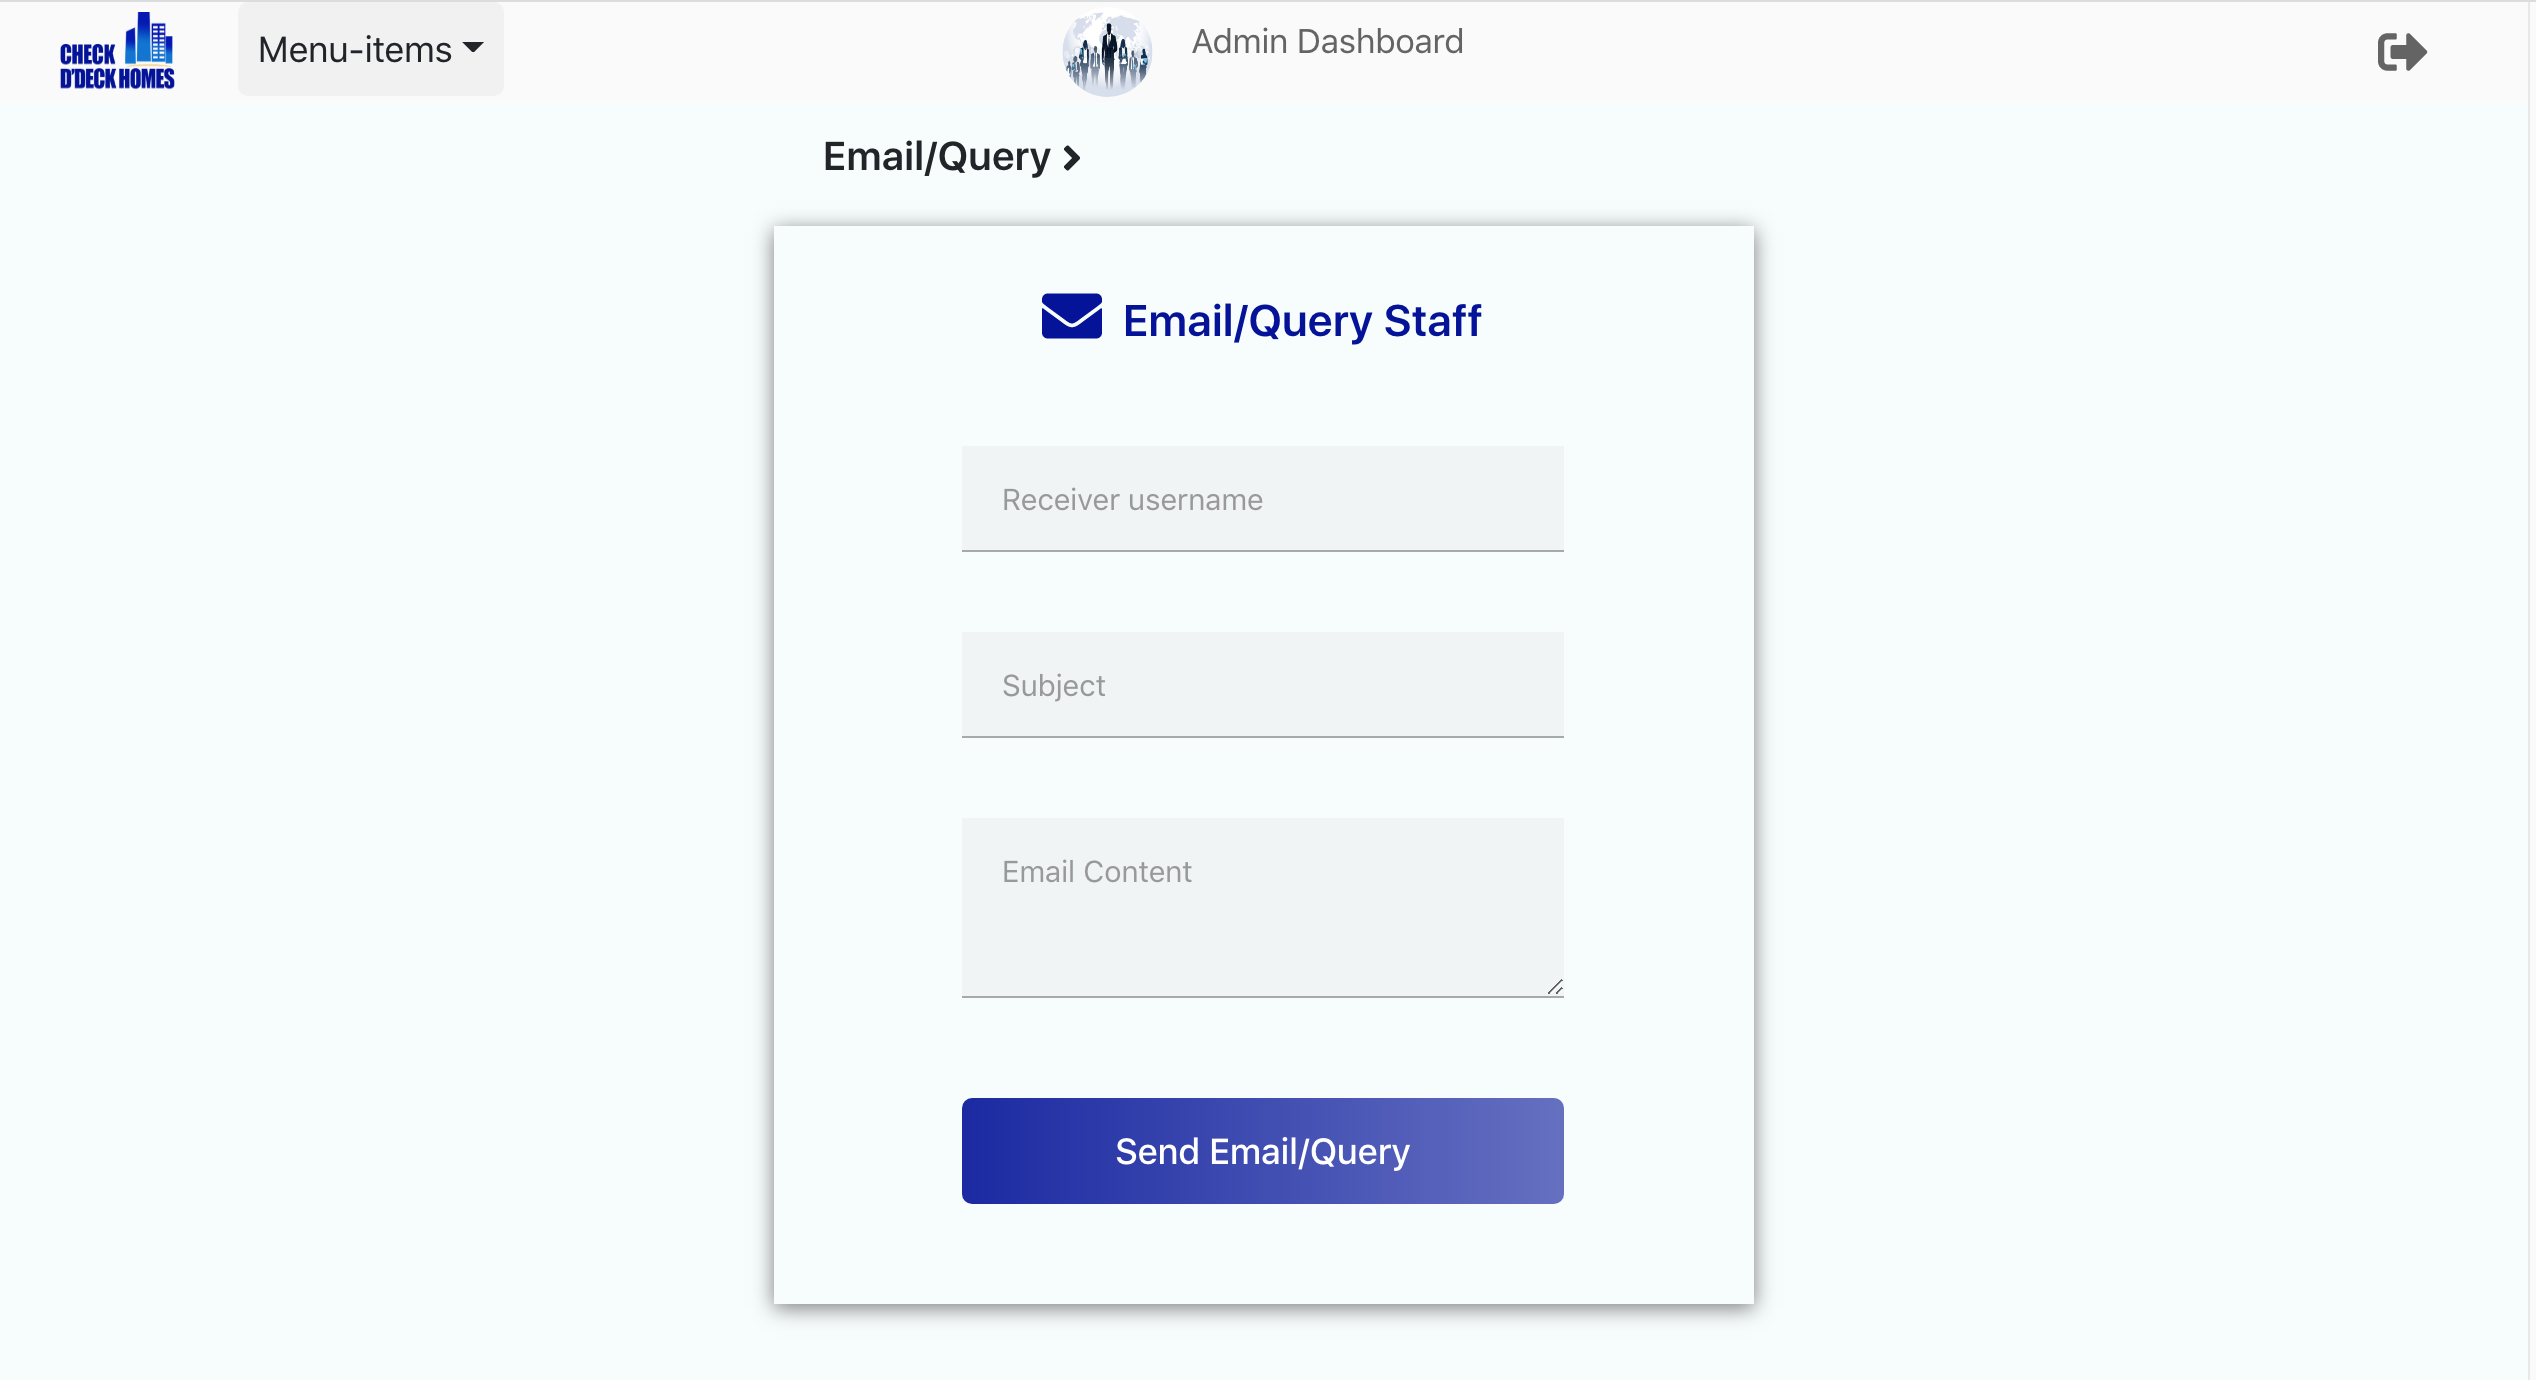 CHECK
D'DECK HOMES
Menu-items
Admin Dashboard
Email/Query
Email/Query Staff
Receiver username
Subject
Email Content
Send Email/Query